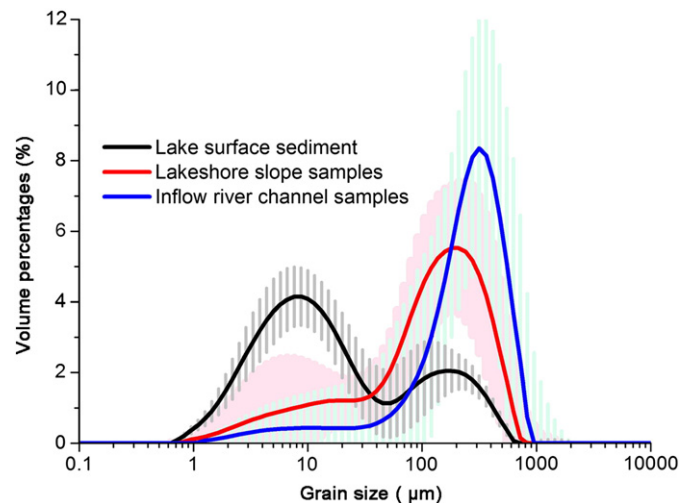 12
10
8
6
4
2
0
Volume percentages (%)
Lake surface sediment
Lakeshore slope samples
Inflow river channel samples
0.1 1 10 100 1000 10000
Grain size ( μm)